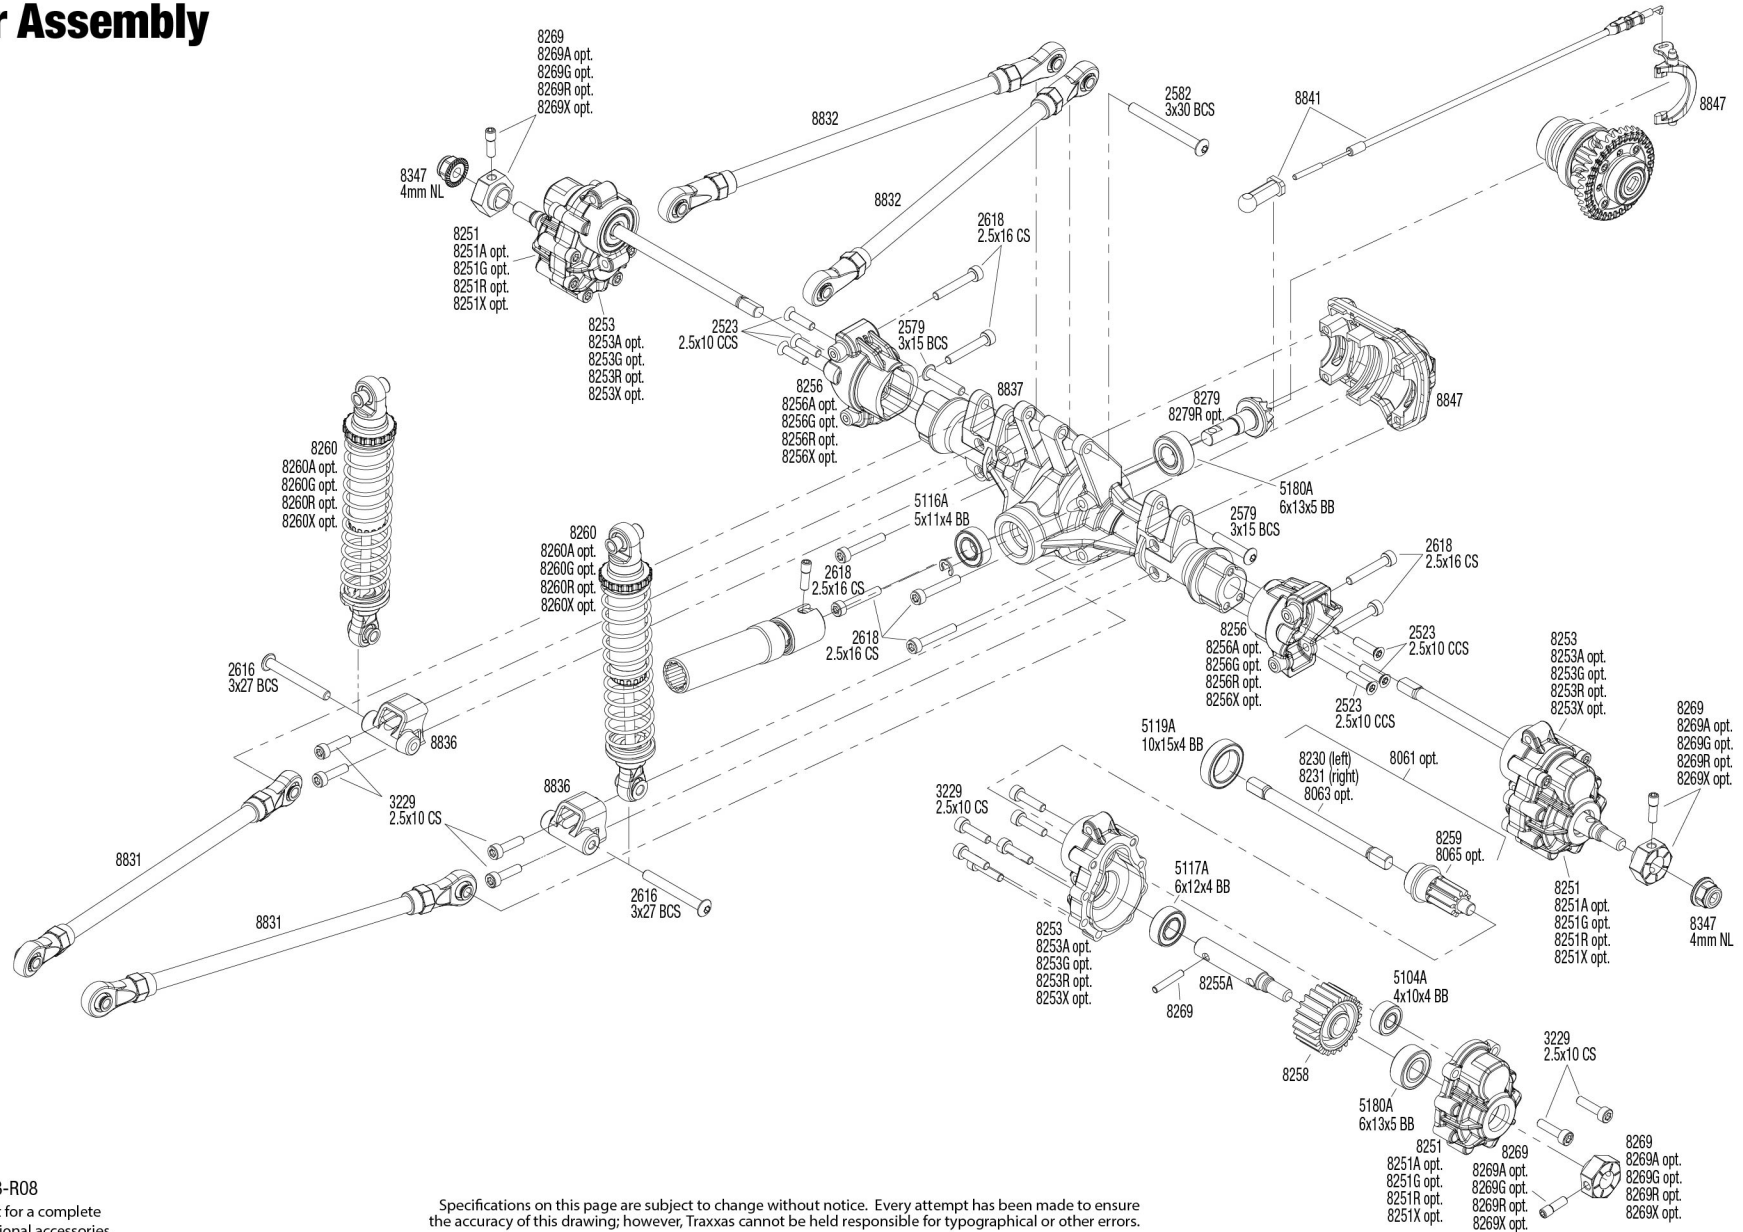 r Assembly
8269
8269A opt.
8269G opt.
8269R opt.
8269X opt.
8347
4mm NL
8251
8251A opt.
8251G opt.
8251R opt.
8251X opt.
8253
8253A opt.
8253G opt.
8253R opt.
8253X opt.
8832
8832
2582
3x30 BCS
8841
8847
2618
2.5x16 CS
2523
2.5x10 CCS
2579
3x15 BCS
8256
8256A opt.
8256G opt.
8256R opt.
8256X opt.
8837
8279
8279R opt.
8847
8260
8260A opt.
8260G opt.
8260R opt.
8260X opt.
8260
8260A opt.
8260G opt.
8260R opt.
8260X opt.
5116A
5x11x4 BB
5180A
6x13x5 BB
2579
3x15 BCS
2618
2.5x16 CS
2618
2.5x16 CS
2618
2.5x16 CS
8256
8256A opt.
8256G opt.
8256R opt.
8256X opt.
2523
2.5x10 CCS
2523
2.5x10 CCS
8253
8253A opt.
8253G opt.
8253R opt.
8253X opt.
8269
8269A opt.
8269G opt.
8269R opt.
8269X opt.
2616
3x27 BCS
8836
3229
2.5x10 CS
8836
2616
3x27 BCS
8831
8831
5119A
10x15x4 BB
8230 (left)
8231 (right)
8063 opt.
8061 opt.
8259
8065 opt.
3229
2.5x10 CS
5117A
6x12x4 BB
8253
8253A opt.
8253G opt.
8253R opt.
8253X opt.
8255A
8269
8258
5104A
4x10x4 BB
5180A
6x13x5 BB
8251
8251A opt.
8251G opt.
8251R opt.
8251X opt.
8347
4mm NL
3229
2.5x10 CS
8251
8251A opt.
8251G opt.
8251R opt.
8251X opt.
8269
8269A opt.
8269G opt.
8269R opt.
8269X opt.
8269
8269A opt.
8269G opt.
8269R opt.
8269X opt.
-R08
for a complete
ional accessories
Specifications on this page are subject to change without notice. Every attempt has been made to ensure
the accuracy of this drawing; however, Traxxas cannot be held responsible for typographical or other errors.